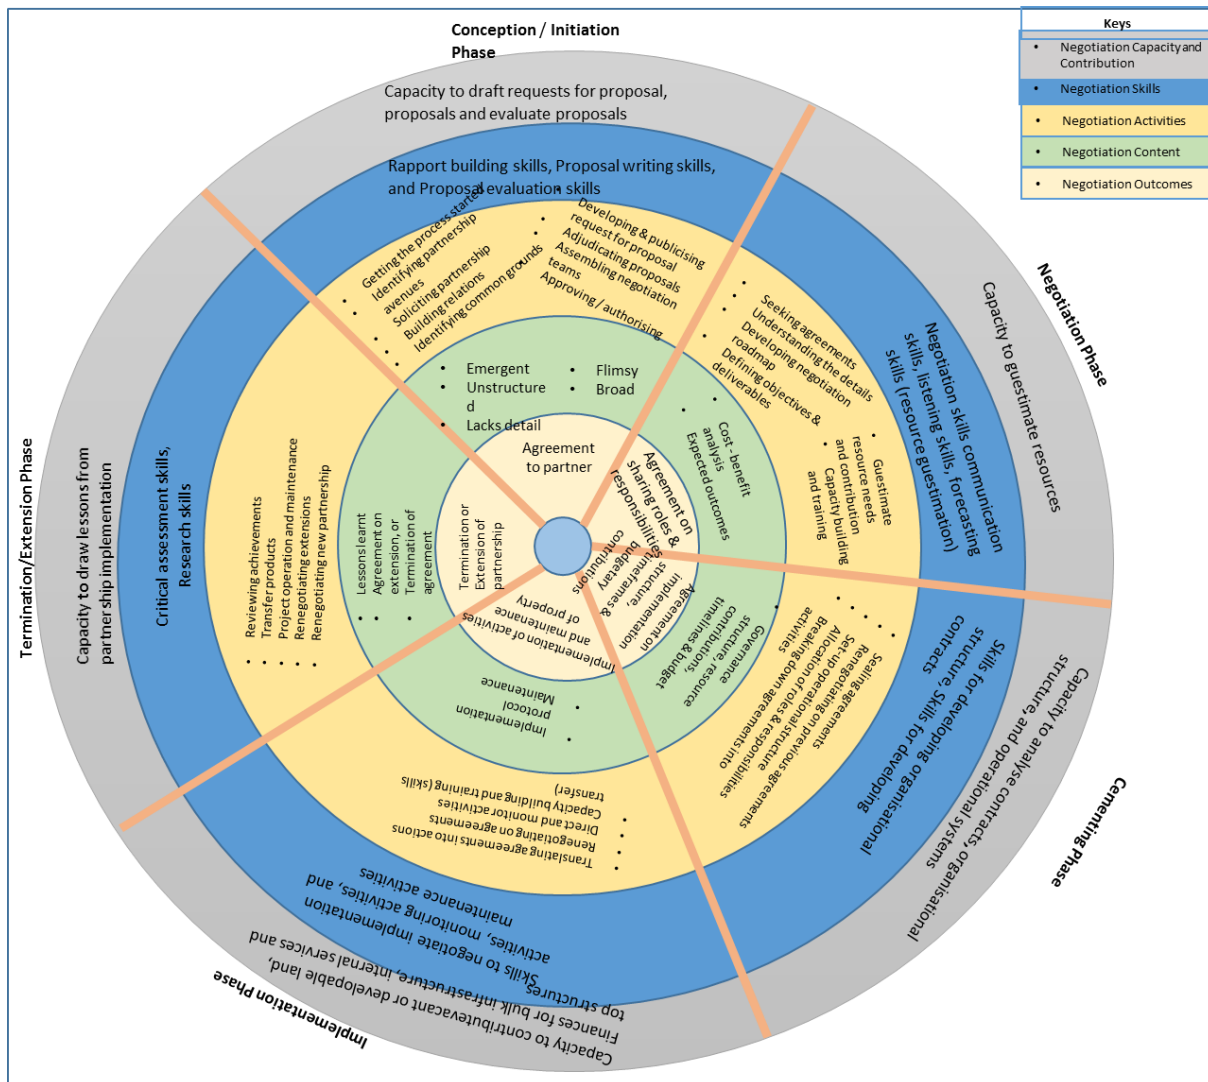 Conception / Initiation
Phase
Keys
• Negotiation Capacity and
Contribution
• Negotiation Skills
• Negotiation Activities
• Negotiation Content
• Negotiation Outcomes
Capacity to draft requests for proposal,
proposals and evaluate proposals
Rapport building skills, Proposal writing skills,
and Proposal evaluation skills
• Getting the process started
• Identifying partnership
avenues
• Soliciting partnership
• Building relations
• Identifying common grounds
• Developing & publicising
request for proposal
• Adjudicating proposals
• Assembling negotiation
teams
• Approving / authorising
• Emergent
• Unstructure
d
• Lacks detail
• Flimsy
• Broad
Agreement
to partner
Negotiation Phase
Capacity to guestimate resources
Negotiation skills communication
skills, listening skills, forecasting
skills (resource guestimation)
• Seeking agreements
• Understanding the details
• Developing negotiation
roadmap
• Defining objectives &
deliverables
• Guestimate
resource needs
and contribution
• Capacity building
and training
• Cost - benefit
analysis
• Expected outcomes
Agreement on
sharing roles &
responsibilities
budgetary
contributions
Cementing Phase
Capacity to analyse contracts, organisational
structure, and operational systems
Skills for developing organisational
structure, Skills for developing
contracts
• Sealing agreements
• Renegotiating on previous agreements
• Set-up operational structure
• Allocation of roles & responsibilities
• Breaking down agreements into
activities
• Governance
structure, resource
contributions,
timelines & budget
Agreement on
implementation
structure,
timeframes &
Implementation Phase
Capacity to contributevacant or developable land,
Finances for bulk infrastructure, internal services and
top structures
Skills to negotiate implementation
activities, monitoring activities, and
maintenance activities
• Translating agreements into actions
• Renegotiating on agreements
• Direct and monitor activities
• Capacity building and training (skills
transfer)
• Implementation
protocol
• Maintenance
Implementation of activities
and maintenance
of property
Termination/Extension Phase
Capacity to draw lessons from
partnership implementation
Critical assessment skills,
Research skills
• Reviewing achievements
• Transfer products
• Project operation and maintenance
• Renegotiating extensions
• Renegotiating new partnership
• Lessons learnt
• Agreement on
extension, or
• Termination of
agreement
Termination or
Extension of
partnership